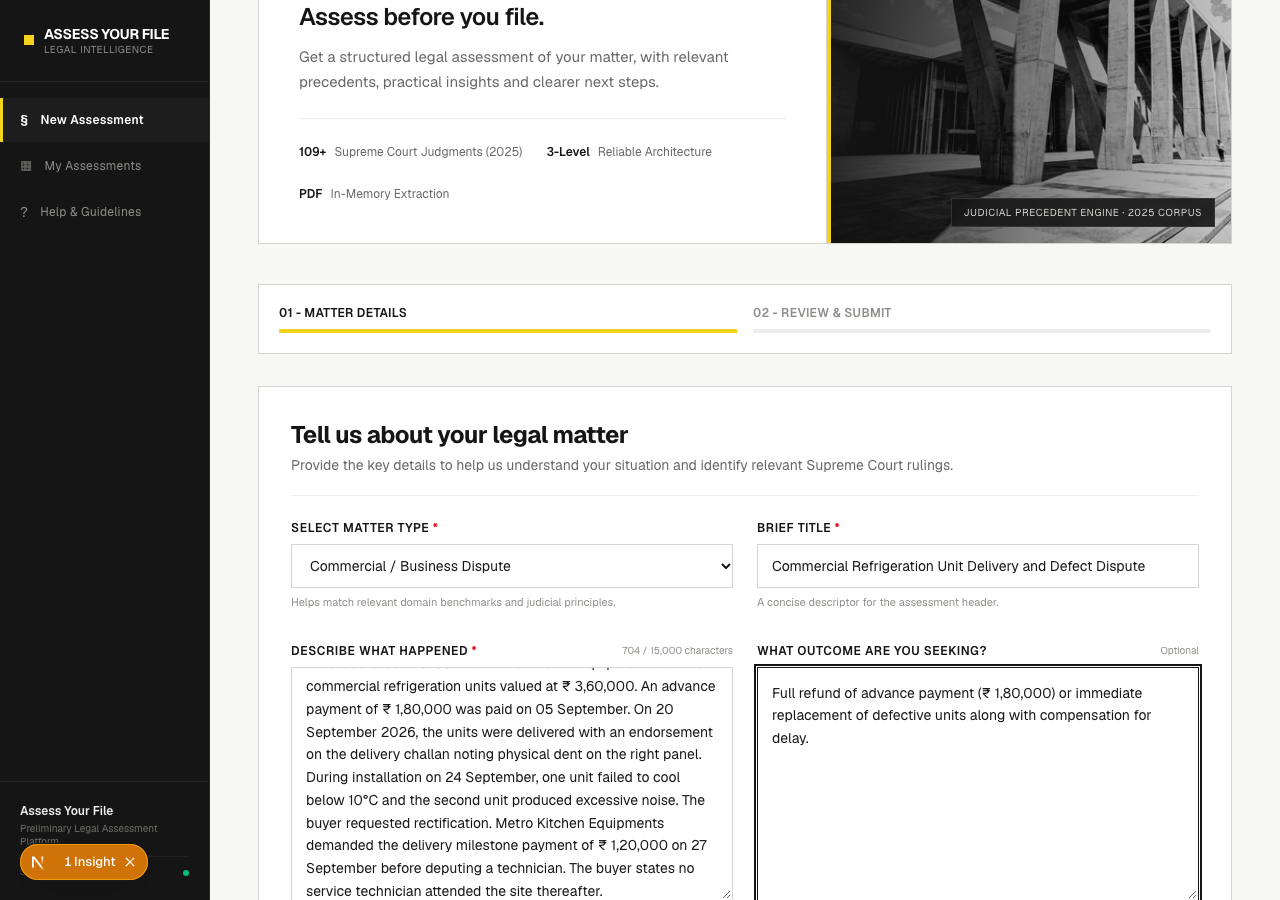 ASSESS YOUR FILE
LEGAL INTELLIGENCE
§ New Assessment
My Assessments
? Help & Guidelines
Assess Your File
Preliminary Legal Assessment
Platform
1 Insight
Assess before you file.
Get a structured legal assessment of your matter, with relevant
precedents, practical insights and clearer next steps.
109+ Supreme Court Judgments (2025) 3-Level Reliable Architecture
PDF In-Memory Extraction
JUDICIAL PRECEDENT ENGINE · 2025 CORPUS
01 - MATTER DETAILS
02 - REVIEW & SUBMIT
Tell us about your legal matter
Provide the key details to help us understand your situation and identify relevant Supreme Court rulings.
SELECT MATTER TYPE *
Commercial / Business Dispute
Helps match relevant domain benchmarks and judicial principles.
BRIEF TITLE *
Commercial Refrigeration Unit Delivery and Defect Dispute
A concise descriptor for the assessment header.
DESCRIBE WHAT HAPPENED * 704 / 15,000 characters
commercial refrigeration units valued at ₹ 3,60,000. An advance
payment of ₹ 1,80,000 was paid on 05 September. On 20
September 2026, the units were delivered with an endorsement
on the delivery challan noting physical dent on the right panel.
During installation on 24 September, one unit failed to cool
below 10°C and the second unit produced excessive noise. The
buyer requested rectification. Metro Kitchen Equipments
demanded the delivery milestone payment of ₹ 1,20,000 on 27
September before deputing a technician. The buyer states no
service technician attended the site thereafter.
WHAT OUTCOME ARE YOU SEEKING? Optional
Full refund of advance payment (₹ 1,80,000) or immediate
replacement of defective units along with compensation for
delay.